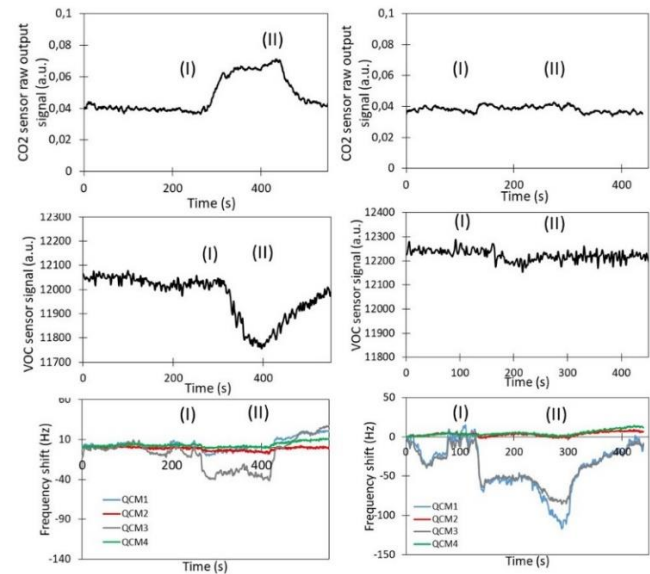 CO2 sensor raw output
signal (a.u.)
0,1
0,08
0,06
0,04
0,02
0
(I)
(II)
0 200 400
Time (s)
CO2 sensor raw output
signal (a.u.)
0,1
0,08
0,06
0,04
0,02
0
(I)
(II)
0 200 400
Time (s)
VOC sensor signal (a.u.)
12300
12200
12100
12000
11900
11800
11700
(I)
(II)
0 200 400
Time (s)
VOC sensor signal (a.u.)
12400
12300
12200
12100
12000
11900
11800
(I)
(II)
0 100 200 300 400
Time (s)
Frequency shift (Hz)
60
10
-40
-90
-140
(I)
(II)
0 200 400
QCM1
QCM2
QCM3
QCM4
Time (s)
Frequency shift (Hz)
50
0
-50
-100
-150
(I)
(II)
0 100 200 300 400
QCM1
QCM2
QCM3
QCM4
Time (s)